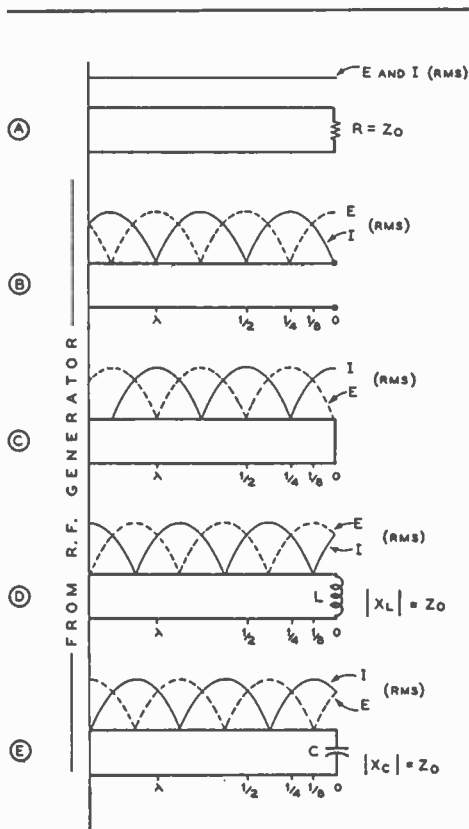 E AND I (RMS)
A
R = Z₀
E
I
(RMS)
B
λ 1/2 1/4 1/8 0
I
(RMS)
E
C
λ 1/2 1/4 1/8 0
FROM R.F. GENERATOR
E
(RMS)
I
D
L
|X_L| = Z₀
λ 1/2 1/4 1/8 0
I
(RMS)
E
E
C
|X_C| = Z₀
λ 1/2 1/4 1/8 0